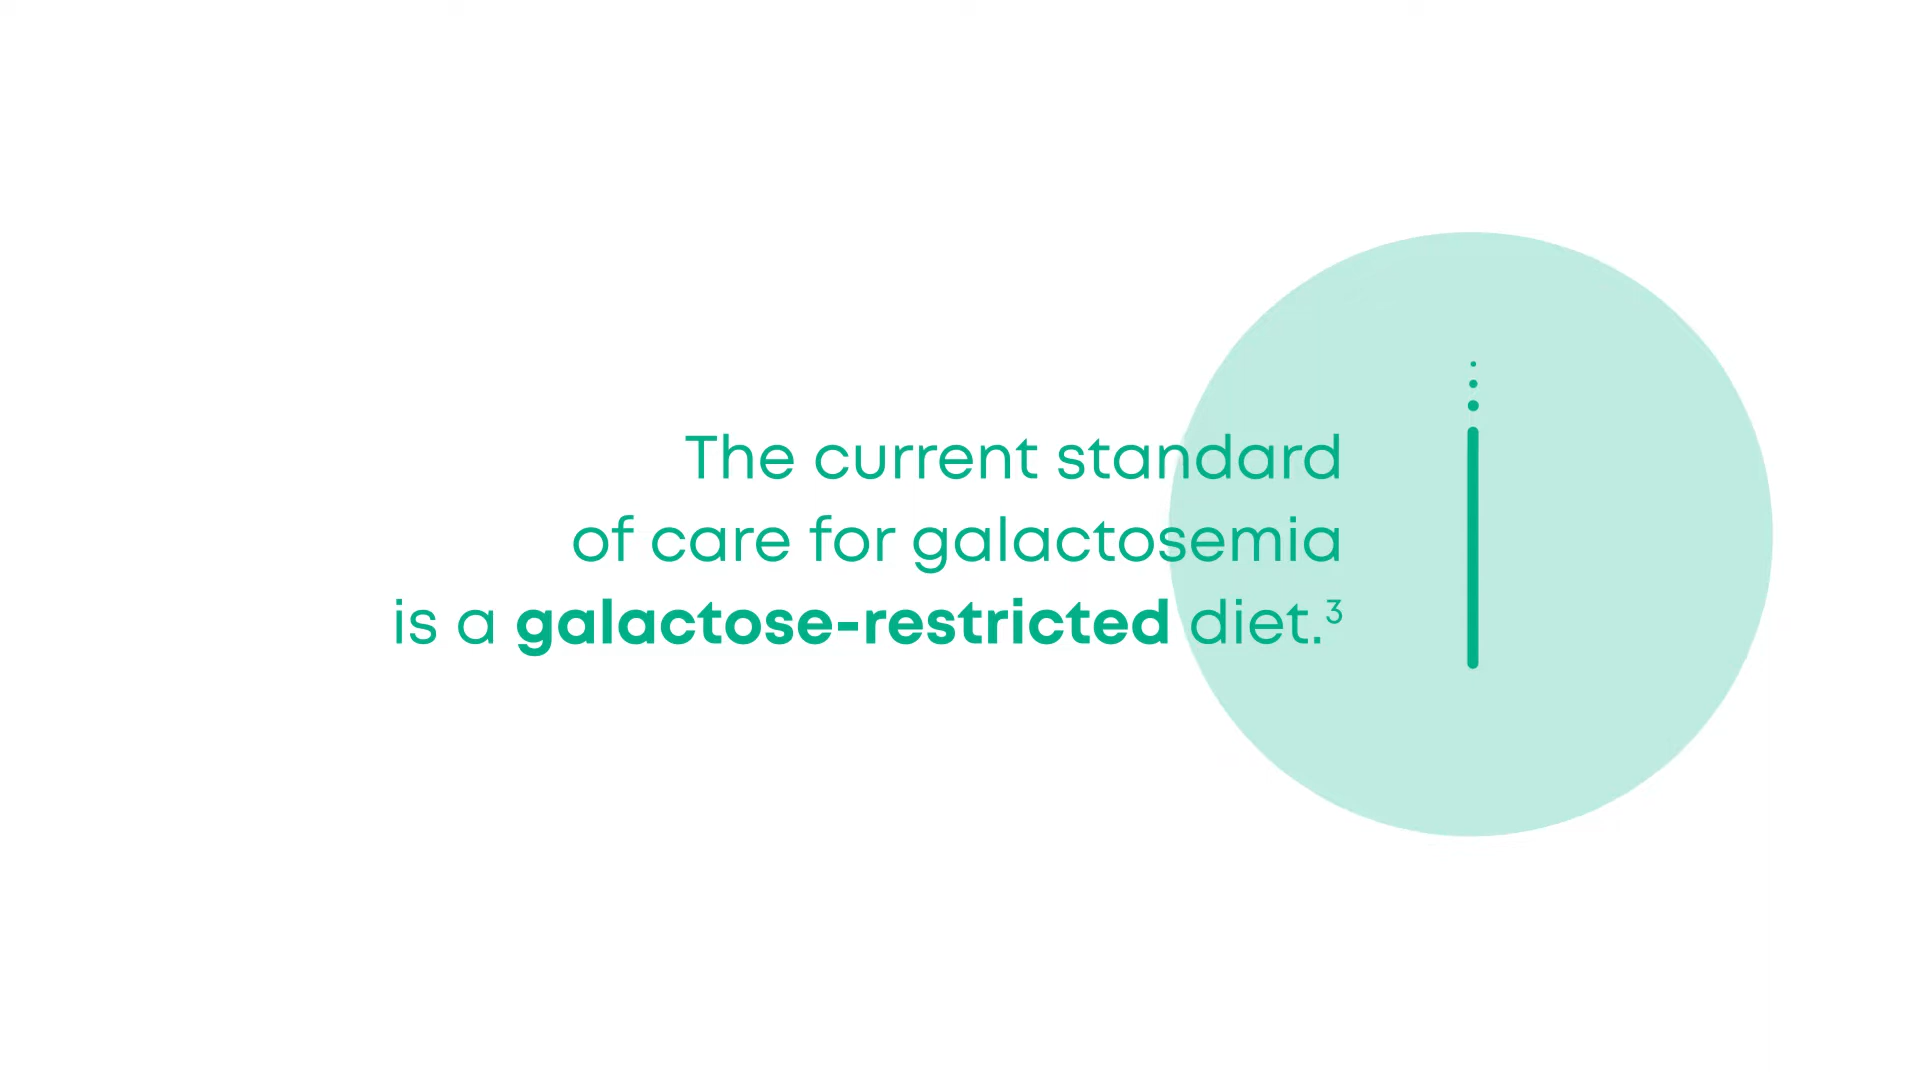 The current standard
of care for galactosemia
is a galactose-restricted diet.³